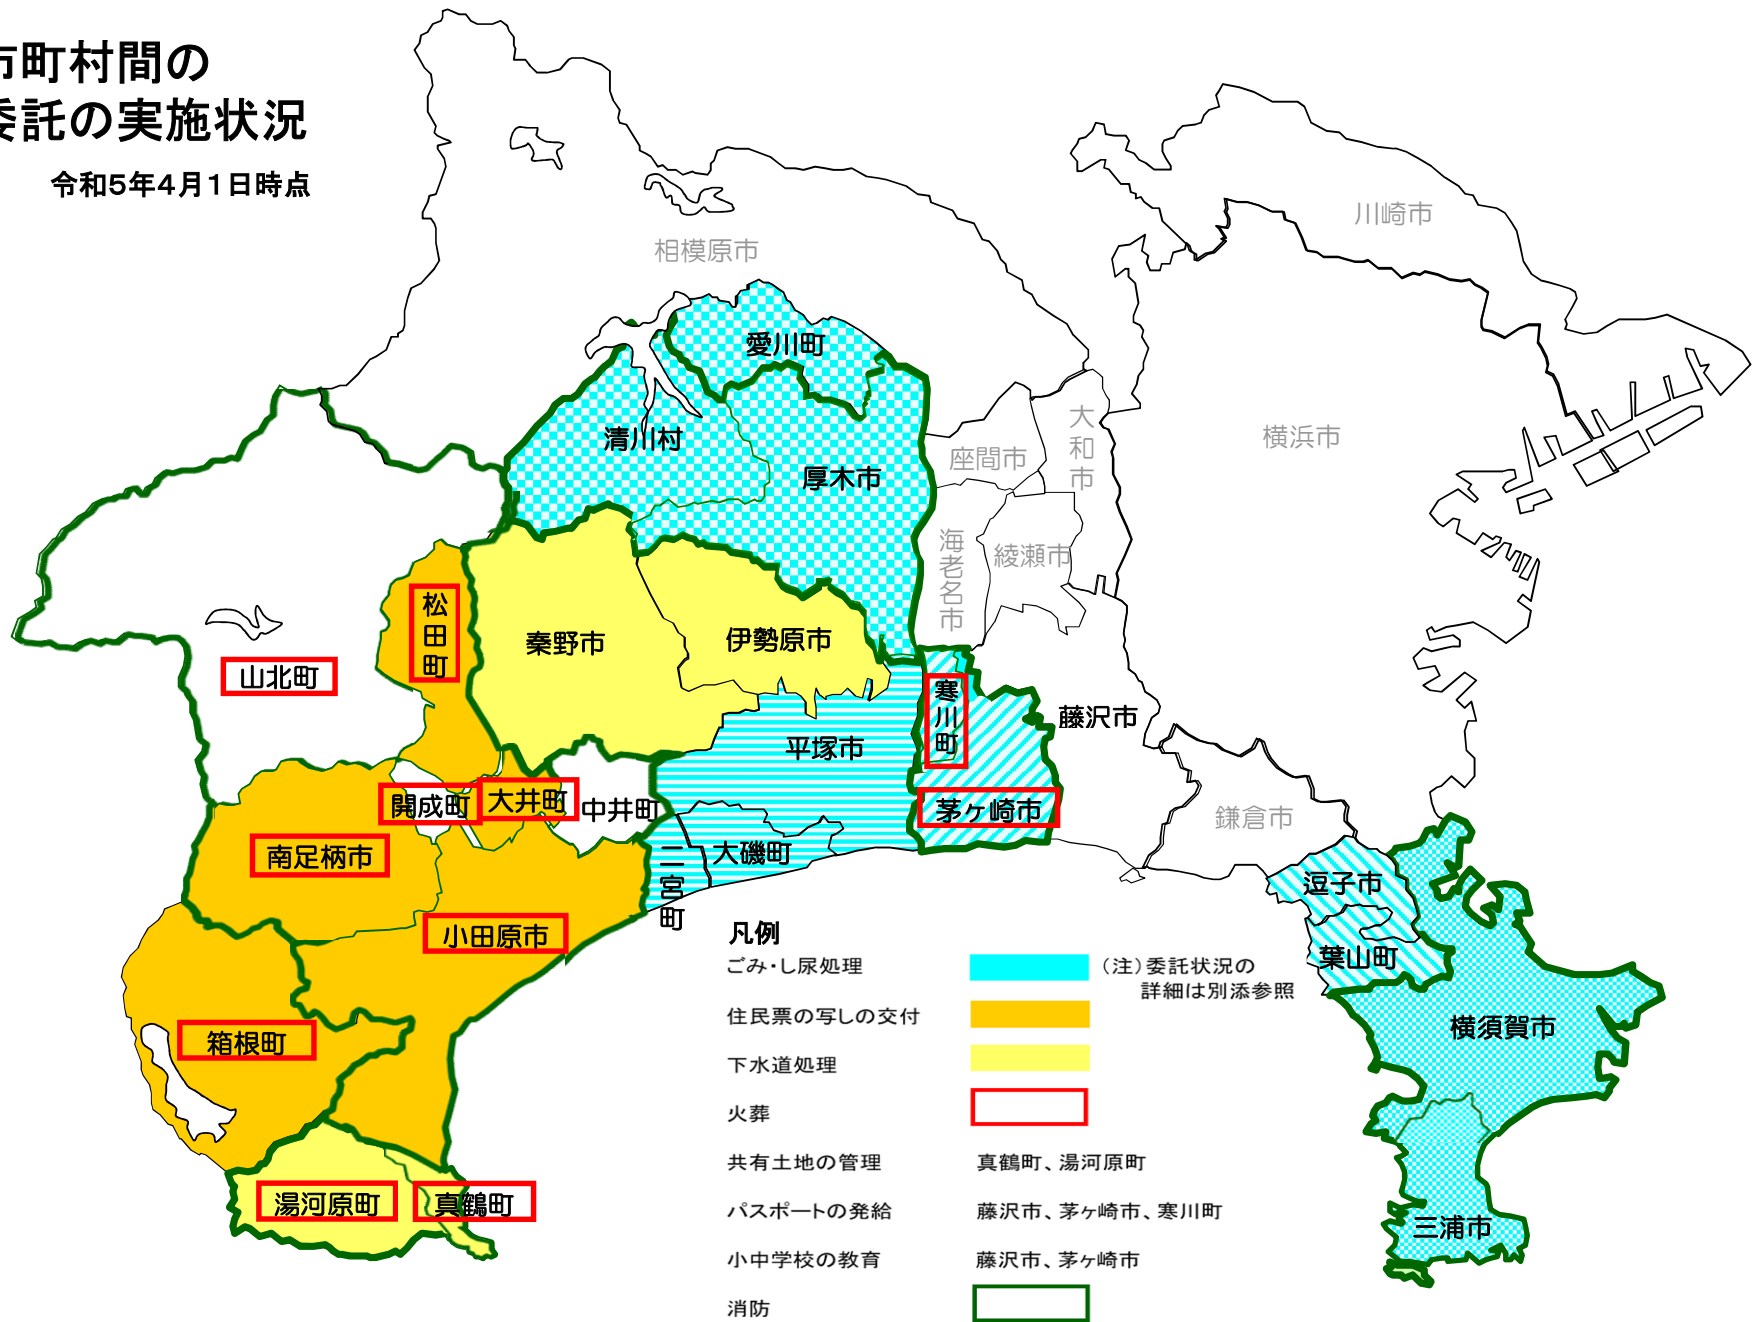 市町村間の
委託の実施状況
令和5年4月1日時点
川崎市
相模原市
愛川町
清川村
厚木市
座間市
大和市
横浜市
海老名市
綾瀬市
松田町
秦野市
伊勢原市
山北町
寒川町
藤沢市
平塚市
開成町
大井町
中井町
茅ヶ崎市
鎌倉市
南足柄市
大磯町
二宮町
逗子市
小田原市
葉山町
箱根町
横須賀市
湯河原町
真鶴町
三浦市
凡例
ごみ・し尿処理
(注)委託状況の
詳細は別添参照
住民票の写しの交付
下水道処理
火葬
共有土地の管理 真鶴町、湯河原町
パスポートの発給 藤沢市、茅ヶ崎市、寒川町
小中学校の教育 藤沢市、茅ヶ崎市
消防